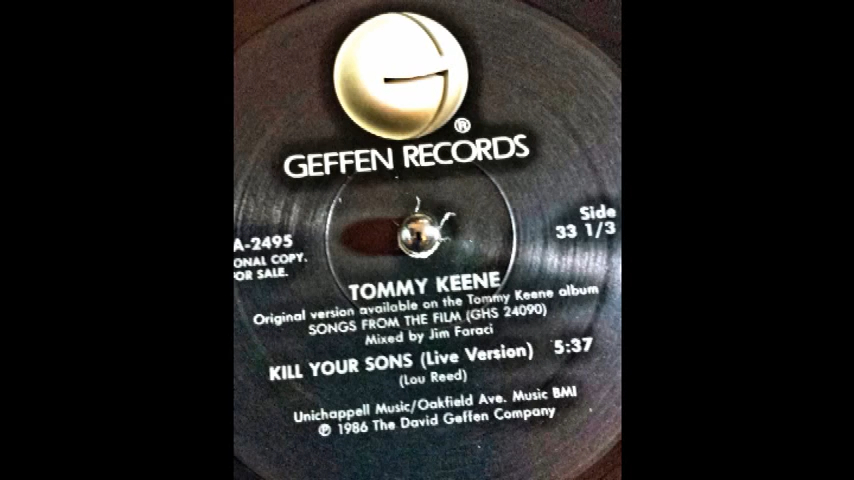 ®
GEFFEN RECORDS
A-2495
ONAL COPY.
OR SALE.
Side
33 1/3
TOMMY KEENE
Original version available on the Tommy Keene album
SONGS FROM THE FILM (GHS 24090)
Mixed by Jim Faraci
KILL YOUR SONS (Live Version) 5:37
(Lou Reed)
Unichappell Music/Oakfield Ave. Music BMI
℗ 1986 The David Geffen Company